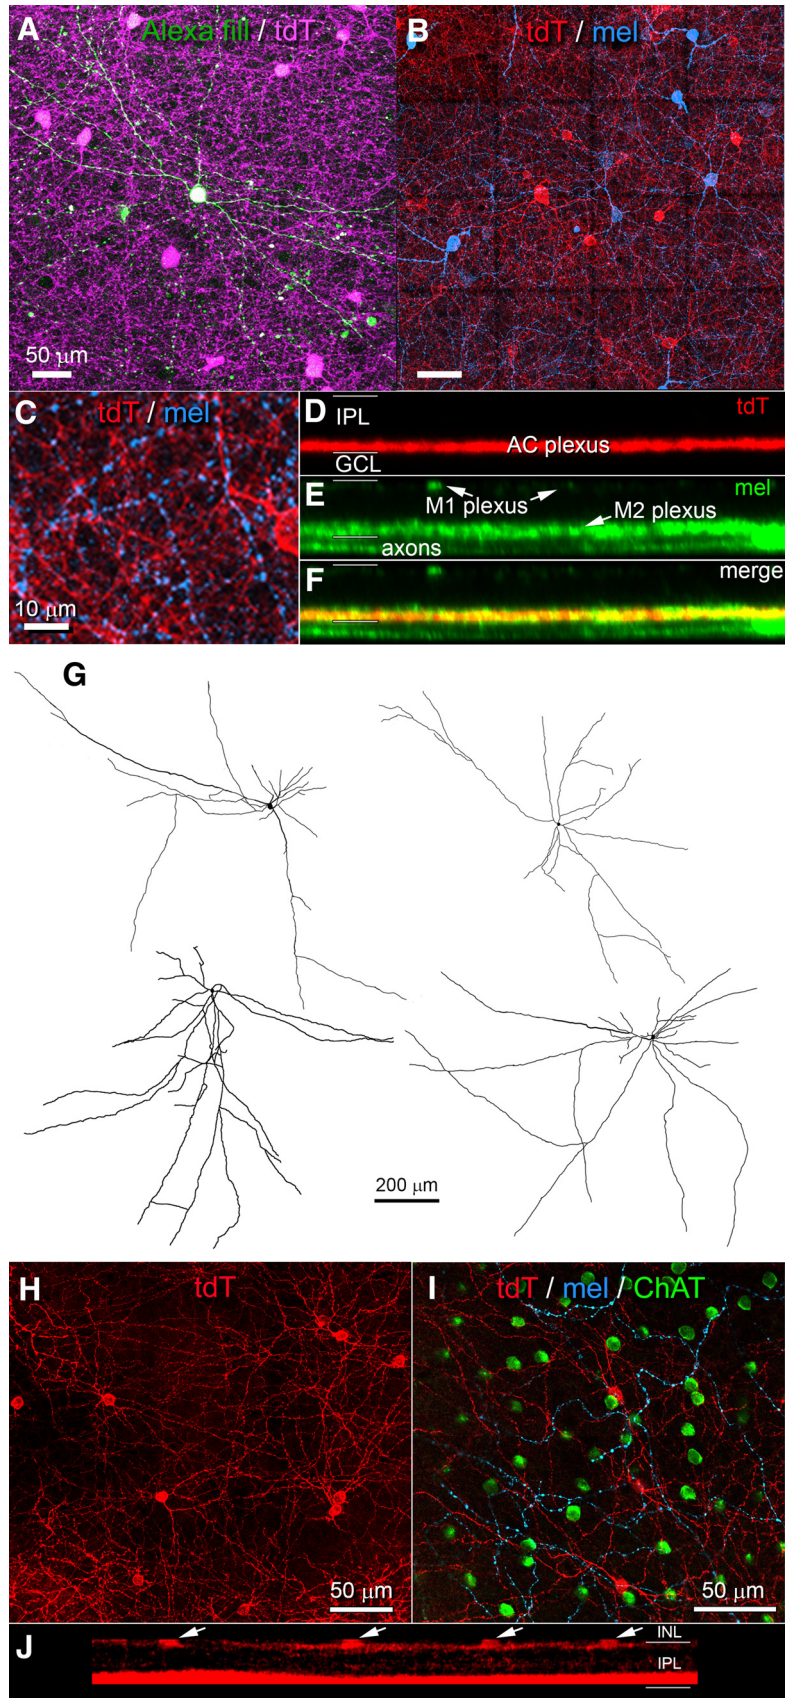 A
Alexa fill / tdT
50 μm
B
tdT / mel
C
tdT / mel
10 μm
D
IPL
tdT
AC plexus
GCL
E
mel
M1 plexus
M2 plexus
axons
F
merge
G
200 μm
H
tdT
50 μm
I
tdT / mel / ChAT
50 μm
J
INL
IPL